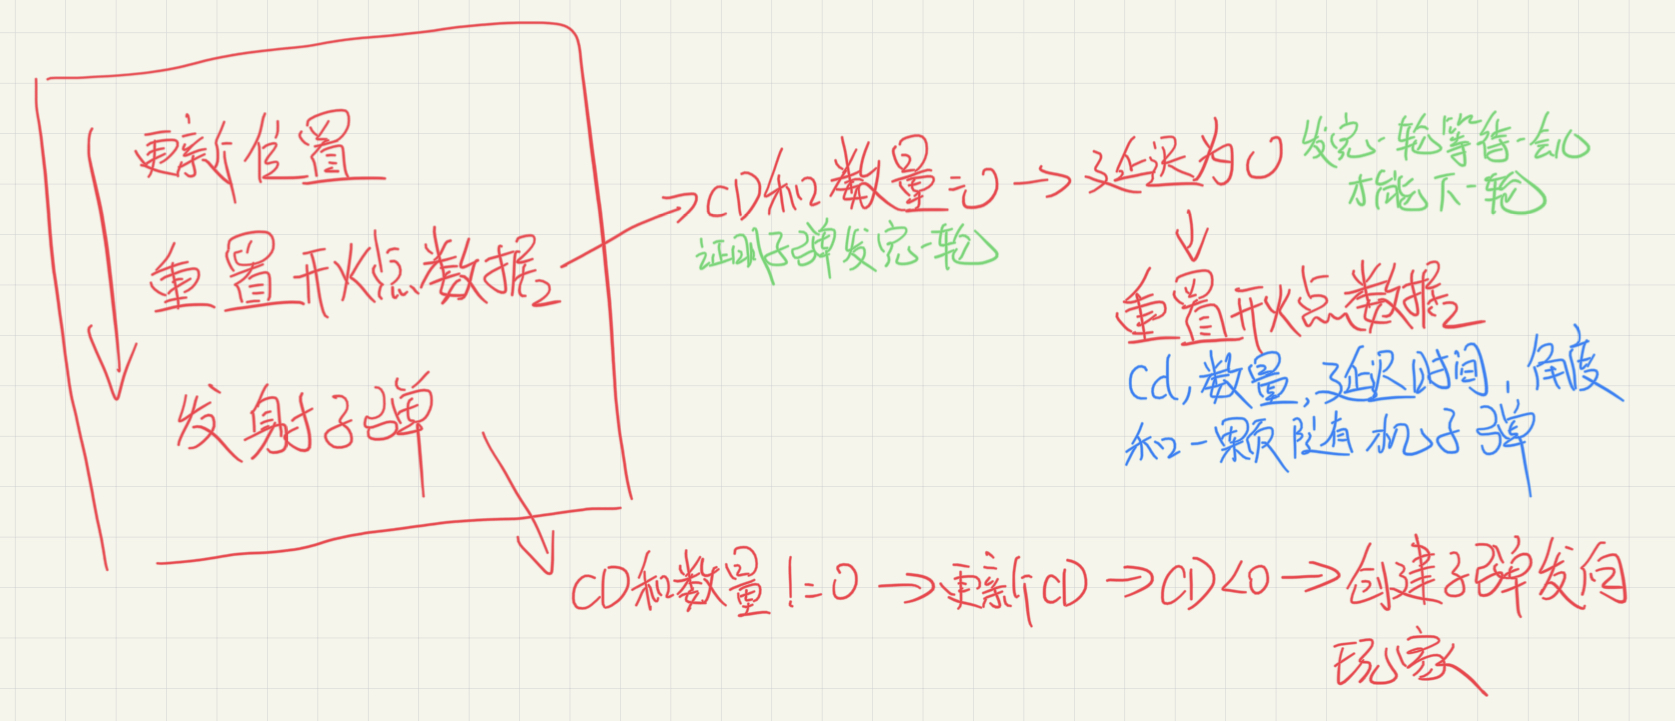 更新位置
重置开火点数据
发射子弹
CD和数量=0
证明子弹发完一轮
延迟为0
发完一轮等待一会
才能下一轮
重置开火点数据
Cd,数量,延迟时间,角度
和一颗随机子弹
CD和数量!=0
更新CD
CD<0
创建子弹发向
玩家